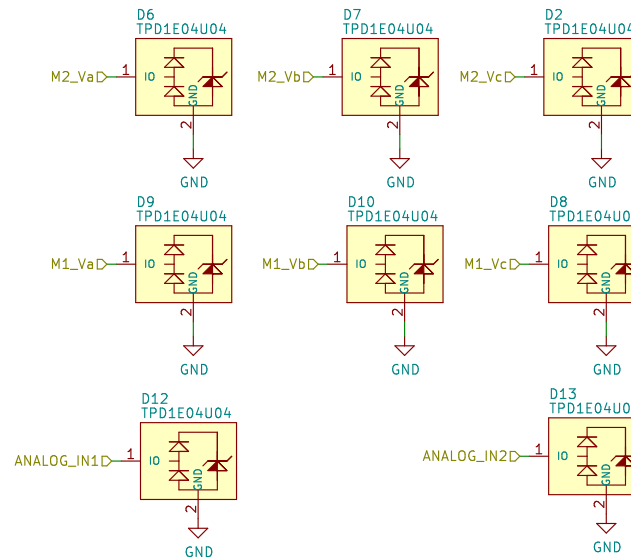 D6
TPD1E04U04
M2_Va
1
IO
GND
2
GND
D7
TPD1E04U04
M2_Vb
1
IO
GND
2
GND
D2
TPD1E04U04
M2_Vc
1
IO
GND
2
GND
D9
TPD1E04U04
M1_Va
1
IO
GND
2
GND
D10
TPD1E04U04
M1_Vb
1
IO
GND
2
GND
D8
TPD1E04U0
M1_Vc
1
IO
GND
2
GND
D12
TPD1E04U04
ANALOG_IN1
1
IO
GND
2
GND
D13
TPD1E04U0
ANALOG_IN2
1
IO
GND
2
GND